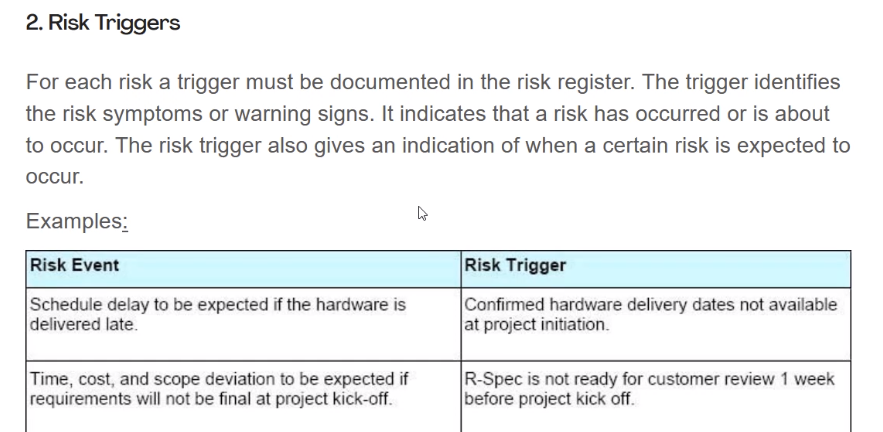 2. Risk Triggers
For each risk a trigger must be documented in the risk register. The trigger identifies
the risk symptoms or warning signs. It indicates that a risk has occurred or is about
to occur. The risk trigger also gives an indication of when a certain risk is expected to
occur.
Examples:
Risk Event
Risk Trigger
Schedule delay to be expected if the hardware is
delivered late.
Confirmed hardware delivery dates not available
at project initiation.
Time, cost, and scope deviation to be expected if
requirements will not be final at project kick-off.
R-Spec is not ready for customer review 1 week
before project kick off.